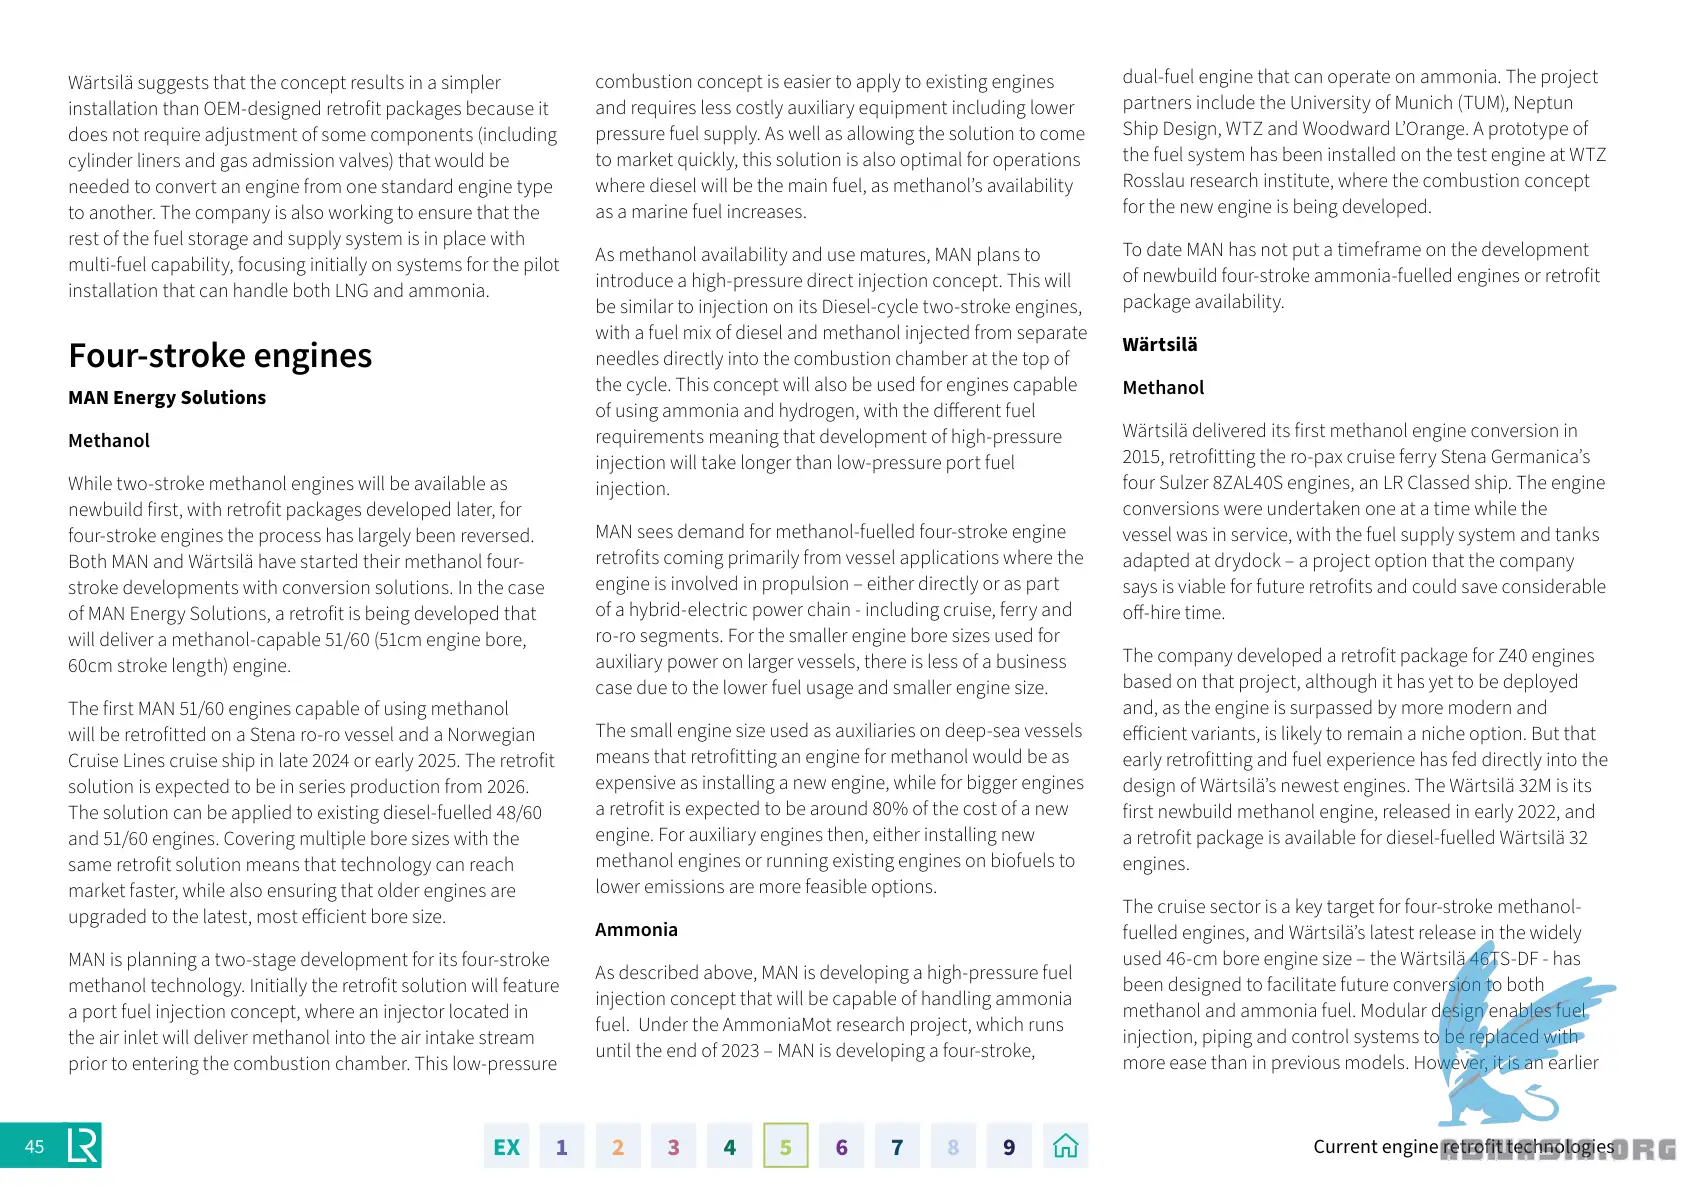 Wärtsilä suggests that the concept results in a simpler
installation than OEM-designed retrofit packages because it
does not require adjustment of some components (including
cylinder liners and gas admission valves) that would be
needed to convert an engine from one standard engine type
to another. The company is also working to ensure that the
rest of the fuel storage and supply system is in place with
multi-fuel capability, focusing initially on systems for the pilot
installation that can handle both LNG and ammonia.
Four-stroke engines
MAN Energy Solutions
Methanol
While two-stroke methanol engines will be available as
newbuild first, with retrofit packages developed later, for
four-stroke engines the process has largely been reversed.
Both MAN and Wärtsilä have started their methanol four-
stroke developments with conversion solutions. In the case
of MAN Energy Solutions, a retrofit is being developed that
will deliver a methanol-capable 51/60 (51cm engine bore,
60cm stroke length) engine.
The first MAN 51/60 engines capable of using methanol
will be retrofitted on a Stena ro-ro vessel and a Norwegian
Cruise Lines cruise ship in late 2024 or early 2025. The retrofit
solution is expected to be in series production from 2026.
The solution can be applied to existing diesel-fuelled 48/60
and 51/60 engines. Covering multiple bore sizes with the
same retrofit solution means that technology can reach
market faster, while also ensuring that older engines are
upgraded to the latest, most efficient bore size.
MAN is planning a two-stage development for its four-stroke
methanol technology. Initially the retrofit solution will feature
a port fuel injection concept, where an injector located in
the air inlet will deliver methanol into the air intake stream
prior to entering the combustion chamber. This low-pressure
combustion concept is easier to apply to existing engines
and requires less costly auxiliary equipment including lower
pressure fuel supply. As well as allowing the solution to come
to market quickly, this solution is also optimal for operations
where diesel will be the main fuel, as methanol's availability
as a marine fuel increases.
As methanol availability and use matures, MAN plans to
introduce a high-pressure direct injection concept. This will
be similar to injection on its Diesel-cycle two-stroke engines,
with a fuel mix of diesel and methanol injected from separate
needles directly into the combustion chamber at the top of
the cycle. This concept will also be used for engines capable
of using ammonia and hydrogen, with the different fuel
requirements meaning that development of high-pressure
injection will take longer than low-pressure port fuel
injection.
MAN sees demand for methanol-fuelled four-stroke engine
retrofits coming primarily from vessel applications where the
engine is involved in propulsion – either directly or as part
of a hybrid-electric power chain - including cruise, ferry and
ro-ro segments. For the smaller engine bore sizes used for
auxiliary power on larger vessels, there is less of a business
case due to the lower fuel usage and smaller engine size.
The small engine size used as auxiliaries on deep-sea vessels
means that retrofitting an engine for methanol would be as
expensive as installing a new engine, while for bigger engines
a retrofit is expected to be around 80% of the cost of a new
engine. For auxiliary engines then, either installing new
methanol engines or running existing engines on biofuels to
lower emissions are more feasible options.
Ammonia
As described above, MAN is developing a high-pressure fuel
injection concept that will be capable of handling ammonia
fuel. Under the AmmoniaMot research project, which runs
until the end of 2023 – MAN is developing a four-stroke,
dual-fuel engine that can operate on ammonia. The project
partners include the University of Munich (TUM), Neptun
Ship Design, WTZ and Woodward L'Orange. A prototype of
the fuel system has been installed on the test engine at WTZ
Rosslau research institute, where the combustion concept
for the new engine is being developed.
To date MAN has not put a timeframe on the development
of newbuild four-stroke ammonia-fuelled engines or retrofit
package availability.
Wärtsilä
Methanol
Wärtsilä delivered its first methanol engine conversion in
2015, retrofitting the ro-pax cruise ferry Stena Germanica's
four Sulzer 8ZAL40S engines, an LR Classed ship. The engine
conversions were undertaken one at a time while the
vessel was in service, with the fuel supply system and tanks
adapted at drydock – a project option that the company
says is viable for future retrofits and could save considerable
off-hire time.
The company developed a retrofit package for Z40 engines
based on that project, although it has yet to be deployed
and, as the engine is surpassed by more modern and
efficient variants, is likely to remain a niche option. But that
early retrofitting and fuel experience has fed directly into the
design of Wärtsilä's newest engines. The Wärtsilä 32M is its
first newbuild methanol engine, released in early 2022, and
a retrofit package is available for diesel-fuelled Wärtsilä 32
engines.
The cruise sector is a key target for four-stroke methanol-
fuelled engines, and Wärtsilä's latest release in the widely
used 46-cm bore engine size – the Wärtsilä 46TS-DF - has
been designed to facilitate future conversion to both
methanol and ammonia fuel. Modular design enables fuel
injection, piping and control systems to be replaced with
more ease than in previous models. However, it is an earlier
45 LR EX 1 2 3 4 5 6 7 8 9 Current engine retrofit technologies